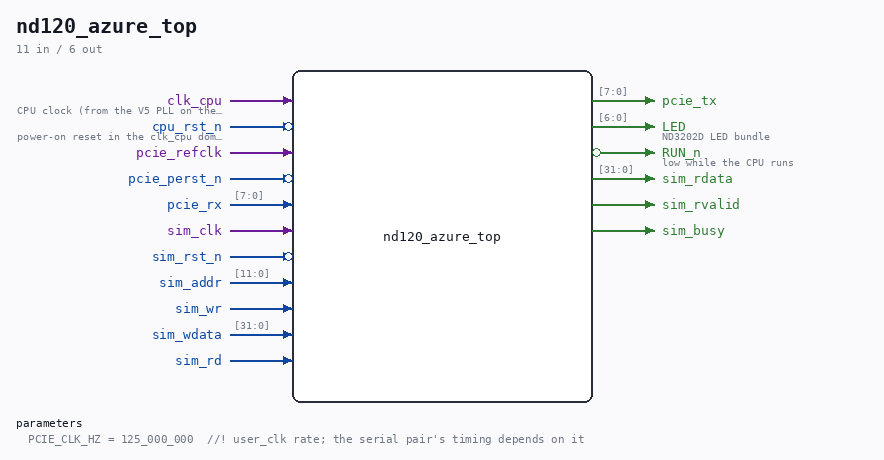 nd120_azure_top
11 in / 6 out
clk_cpu
CPU clock (from the V5 PLL on the…
cpu_rst_n
power-on reset in the clk_cpu dom…
pcie_refclk
pcie_perst_n
pcie_rx
[7:0]
sim_clk
sim_rst_n
sim_addr
[11:0]
sim_wr
sim_wdata
[31:0]
sim_rd
nd120_azure_top
[7:0]
pcie_tx
[6:0]
LED
ND3202D LED bundle
RUN_n
low while the CPU runs
[31:0]
sim_rdata
sim_rvalid
sim_busy
parameters
PCIE_CLK_HZ = 125_000_000  //! user_clk rate; the serial pair's timing depends on it